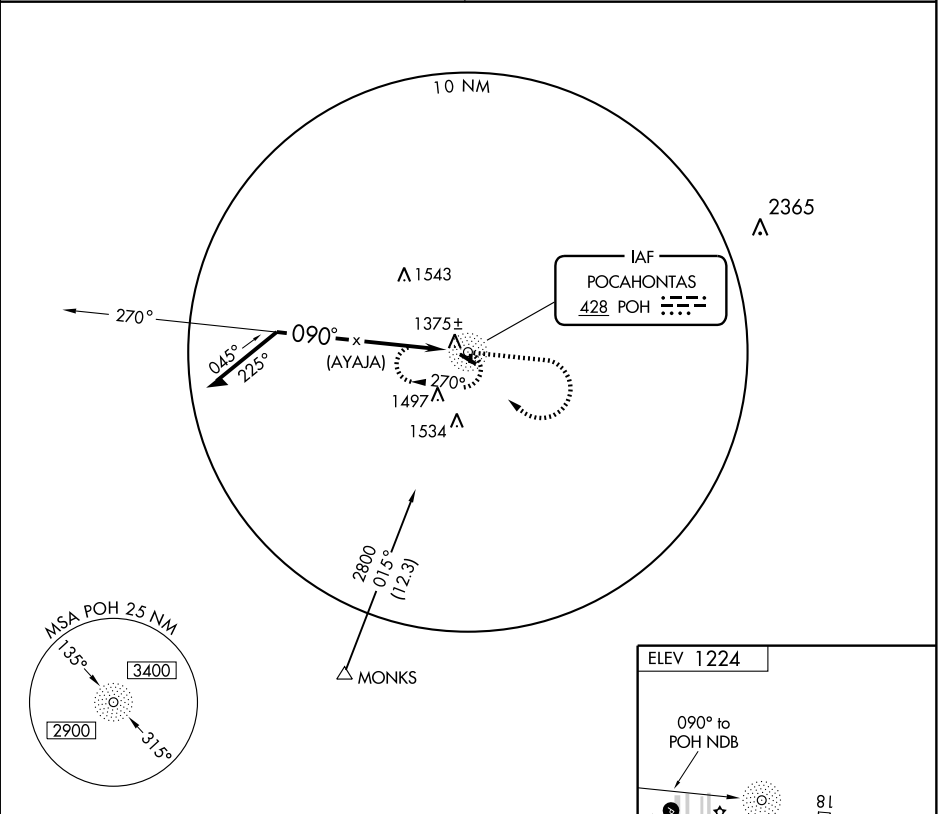 10 NM
2365
IAF
POCAHONTAS
428 POH
1543
1375±
270°
090°
x
(AYAJA)
045°
225°
270°
1497
1534
2800
015°
(12.3)
MONKS
MSA POH 25 NM
135°
3400
2900
315°
ELEV 1224
090° to
POH NDB
A
18